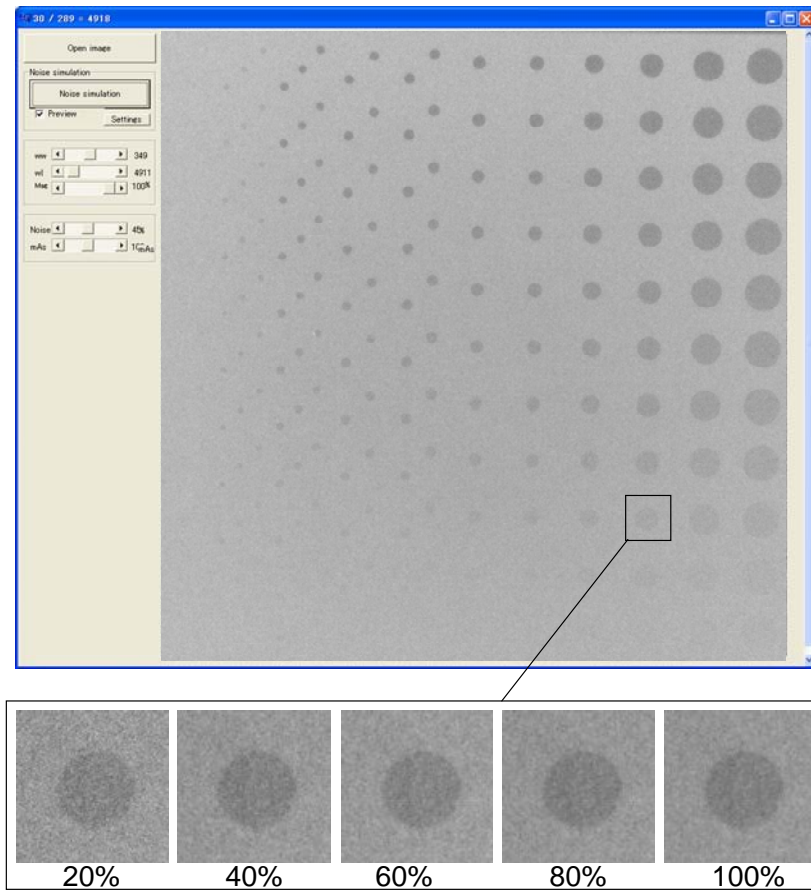 30 / 289 = 4918
Open image
Noise simulation
Noise simulation
Preview
Settings
ww 349
wl 4911
Mag 100%
Noise 45%
mAs mAs
20% 40% 60% 80% 100%